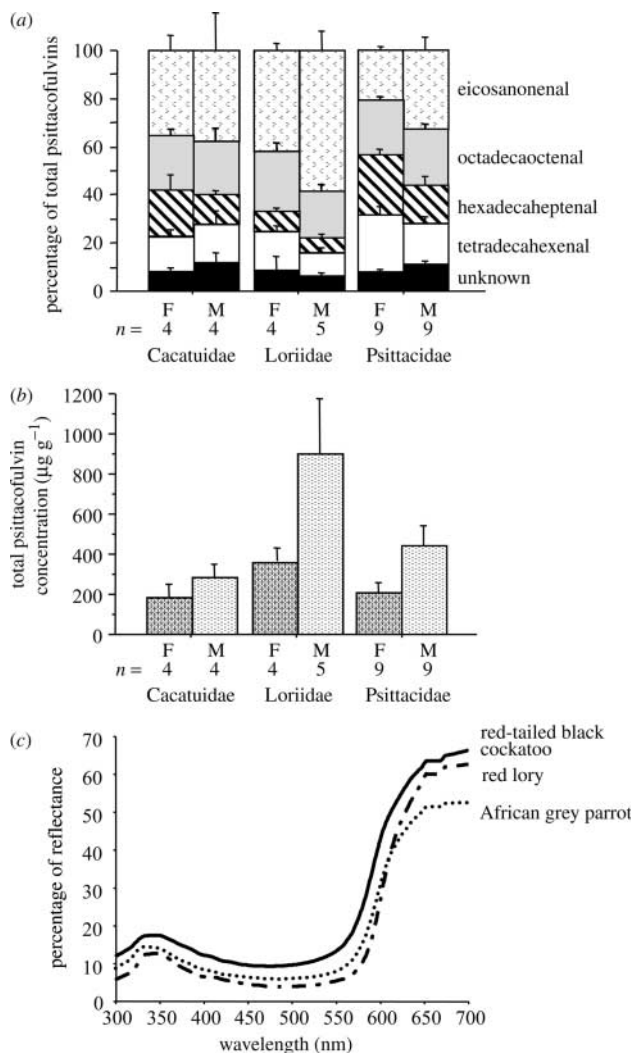 (a)
percentage of total psittacofulvins
100
80
60
40
20
0
eicosanonenal
octadecaoctenal
hexadecaheptenal
tetradecahexenal
unknown
F M F M F M
n = 4 4 4 5 9 9
Cacatuidae Loriidae Psittacidae
(b)
total psittacofulvin
concentration (µg g⁻¹)
1200
1000
800
600
400
200
0
F M F M F M
n = 4 4 4 5 9 9
Cacatuidae Loriidae Psittacidae
(c)
percentage of reflectance
70
60
50
40
30
20
10
0
red-tailed black
cockatoo
red lory
African grey parrot
300 350 400 450 500 550 600 650 700
wavelength (nm)